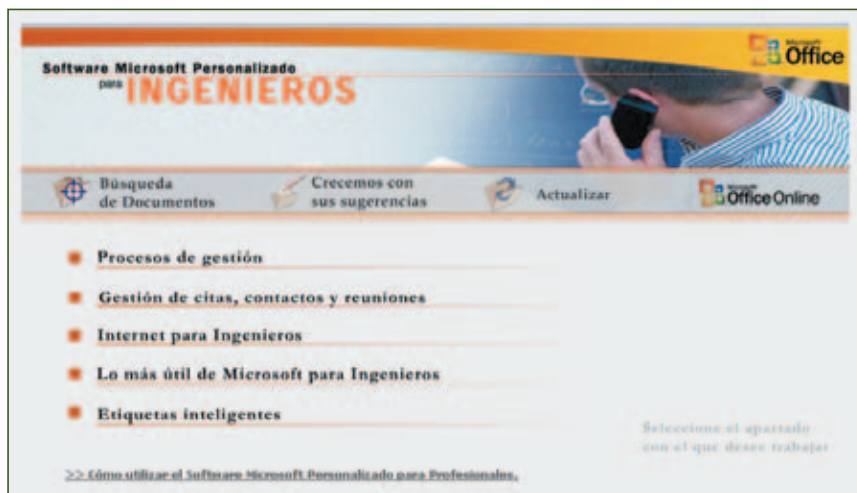 Software Microsoft Personalizado
para INGENIEROS
Microsoft
Office
Búsqueda
de Documentos
Crecemos con
sus sugerencias
Actualizar
Microsoft
Office Online
Procesos de gestión
Gestión de citas, contactos y reuniones
Internet para Ingenieros
Lo más útil de Microsoft para Ingenieros
Etiquetas inteligentes
Seleccione el apartado
con el que desee trabajar
>> Cómo utilizar el Software Microsoft Personalizado para Profesionales.